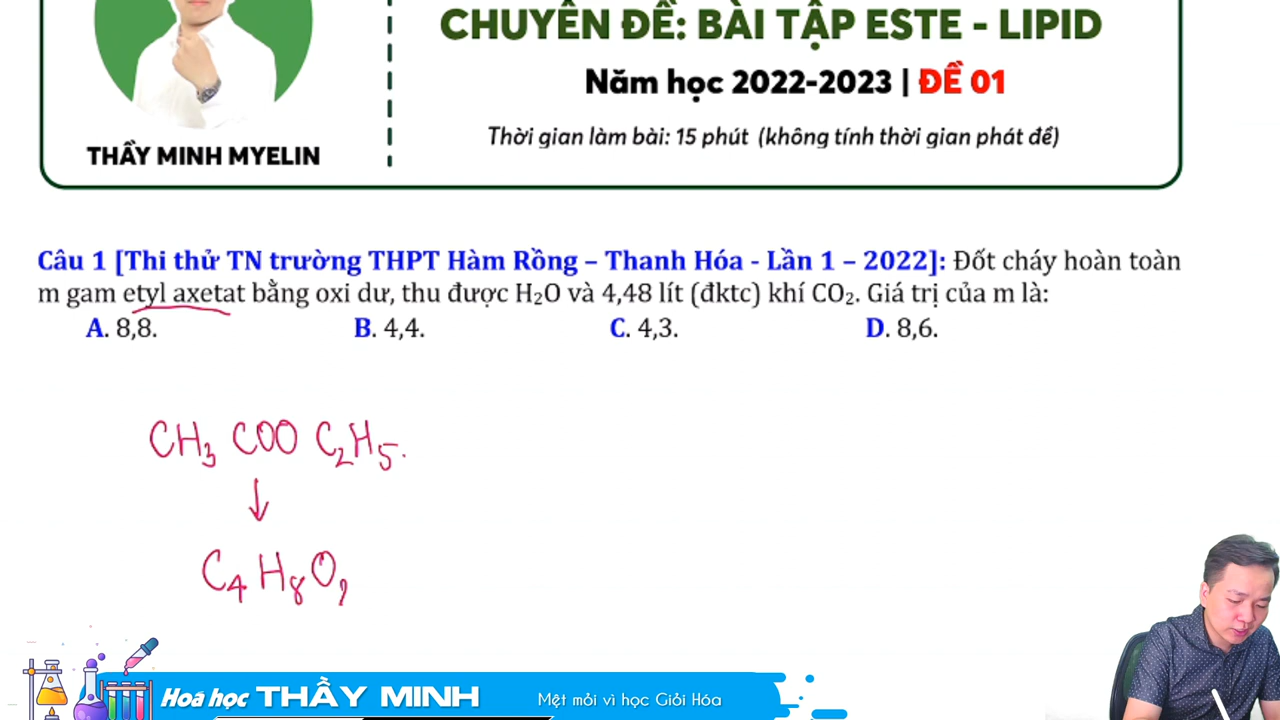 CHUYÊN ĐỀ: BÀI TẬP ESTE - LIPID
Năm học 2022-2023 | ĐỀ 01
Thời gian làm bài: 15 phút (không tính thời gian phát đề)
THẦY MINH MYELIN
Câu 1 [Thi thử TN trường THPT Hàm Rồng – Thanh Hóa - Lần 1 – 2022]: Đốt cháy hoàn toàn
m gam etyl axetat bằng oxi dư, thu được H₂O và 4,48 lít (đktc) khí CO₂. Giá trị của m là:
A. 8,8. B. 4,4. C. 4,3. D. 8,6.
CH₃ COO C₂H₅.
↓
C₄H₈O₂
Hoá học THẦY MINH Mệt mỏi vì học Giỏi Hóa